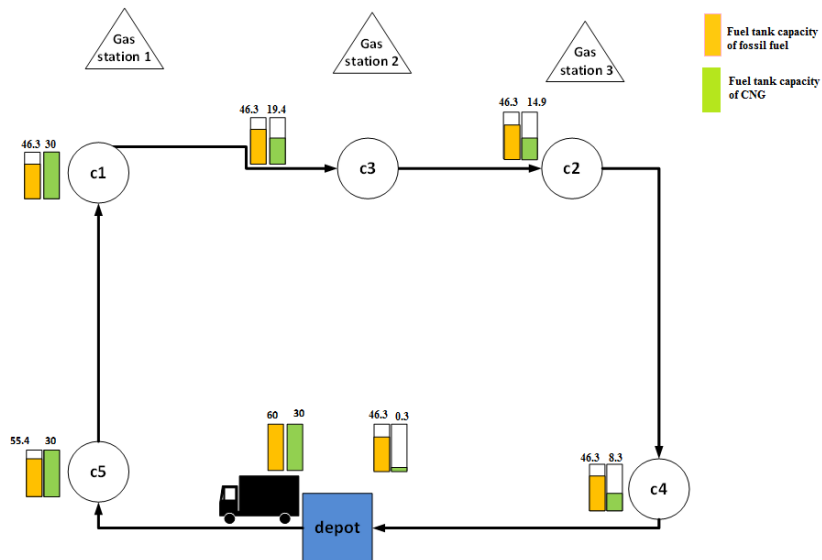 Gas
station 1
Gas
station 2
Gas
station 3
Fuel tank capacity
of fossil fuel
Fuel tank capacity
of CNG
46.3 19.4
46.3 14.9
46.3 30
c1
c3
c2
60 30
46.3 0.3
55.4 30
46.3 8.3
c5
c4
depot